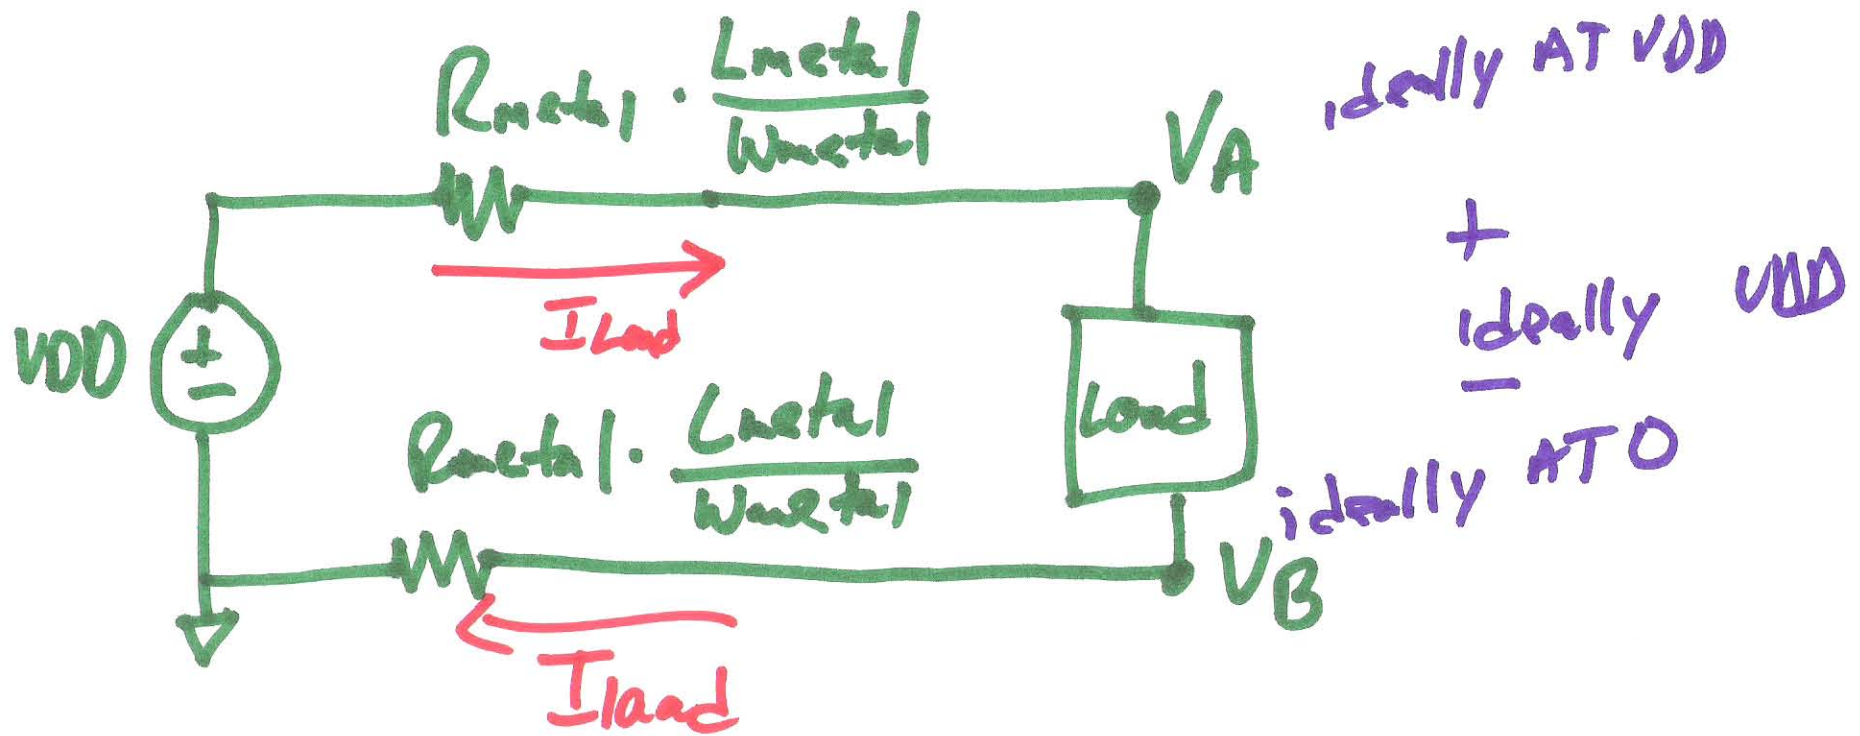 Rmetal · Lmetal
Wmetal
VA
ideally AT VDD
+
ideally VDD
−
ideally AT 0
ILoad
VDD
+
−
Load
Rmetal · Lmetal
Wmetal
VB
Iload